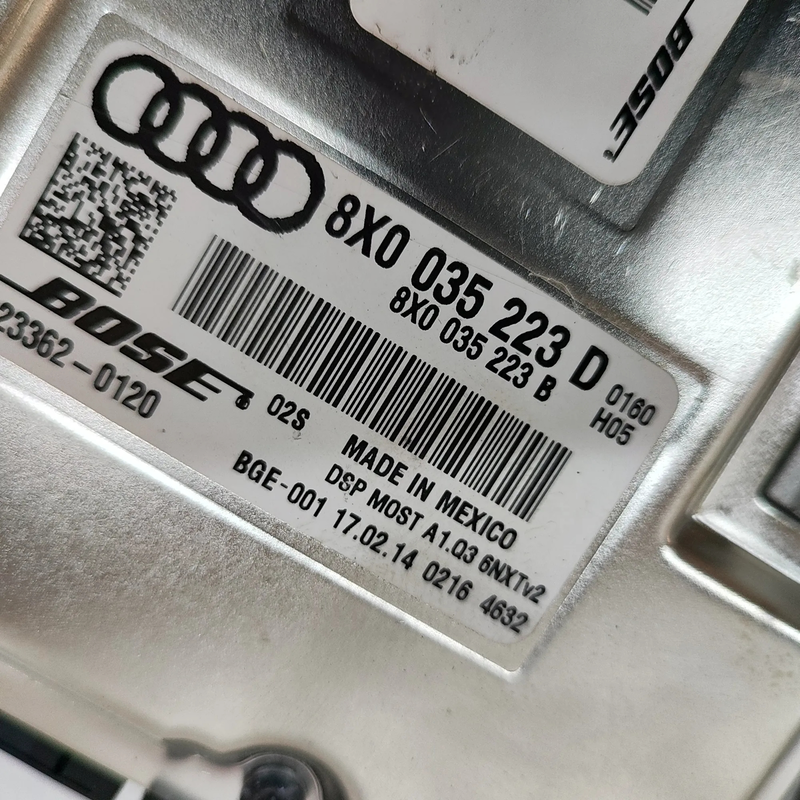 BOSE
8X0 035 223 D
8X0 035 223 B
0160
H05
BOSE
23362-0120
02S
MADE IN MEXICO
DSP MOST A1.Q3 6NXTv2
BGE-001 17.02.14 0216 4632